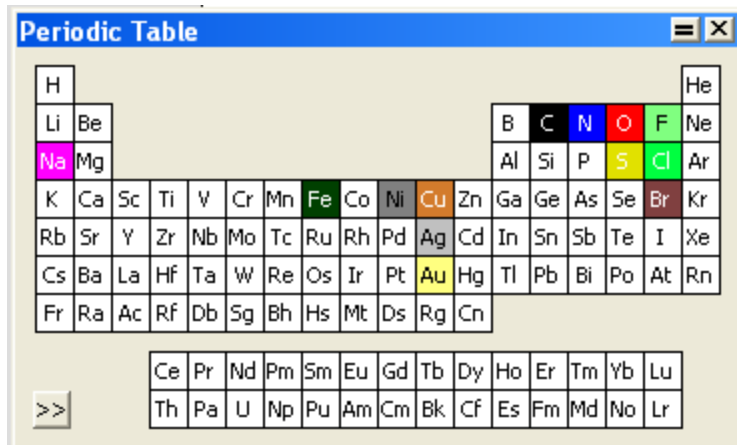 Periodic Table
H He
Li Be B C N O F Ne
Na Mg Al Si P S Cl Ar
K Ca Sc Ti V Cr Mn Fe Co Ni Cu Zn Ga Ge As Se Br Kr
Rb Sr Y Zr Nb Mo Tc Ru Rh Pd Ag Cd In Sn Sb Te I Xe
Cs Ba La Hf Ta W Re Os Ir Pt Au Hg Tl Pb Bi Po At Rn
Fr Ra Ac Rf Db Sg Bh Hs Mt Ds Rg Cn
Ce Pr Nd Pm Sm Eu Gd Tb Dy Ho Er Tm Yb Lu
>> Th Pa U Np Pu Am Cm Bk Cf Es Fm Md No Lr